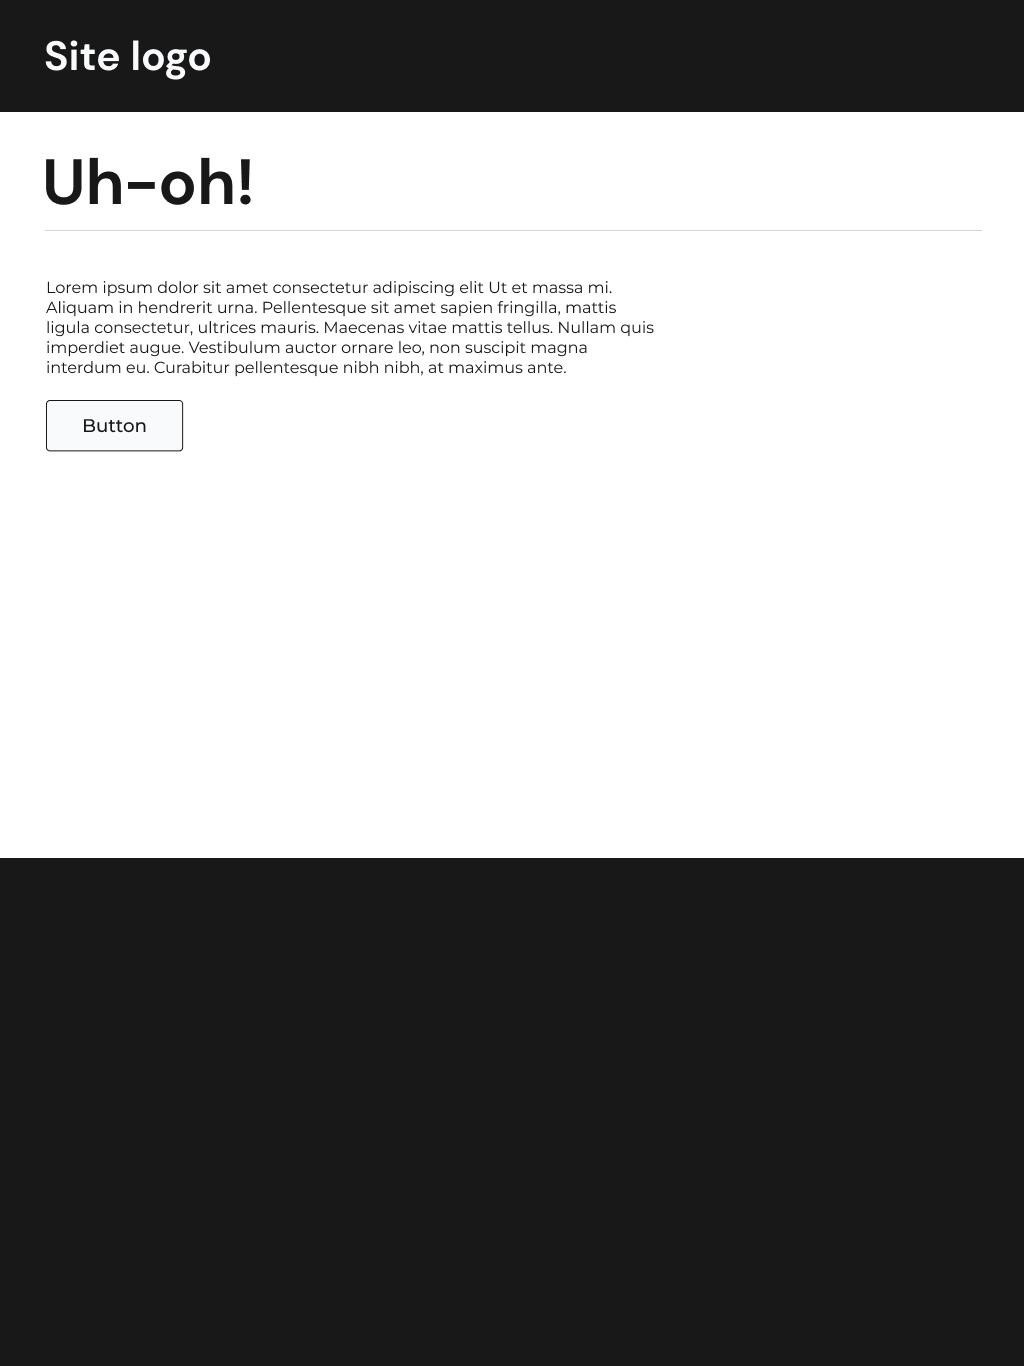 Site logo
Uh-oh!
Lorem ipsum dolor sit amet consectetur adipiscing elit Ut et massa mi.
Aliquam in hendrerit urna. Pellentesque sit amet sapien fringilla, mattis
ligula consectetur, ultrices mauris. Maecenas vitae mattis tellus. Nullam quis
imperdiet augue. Vestibulum auctor ornare leo, non suscipit magna
interdum eu. Curabitur pellentesque nibh nibh, at maximus ante.
Button